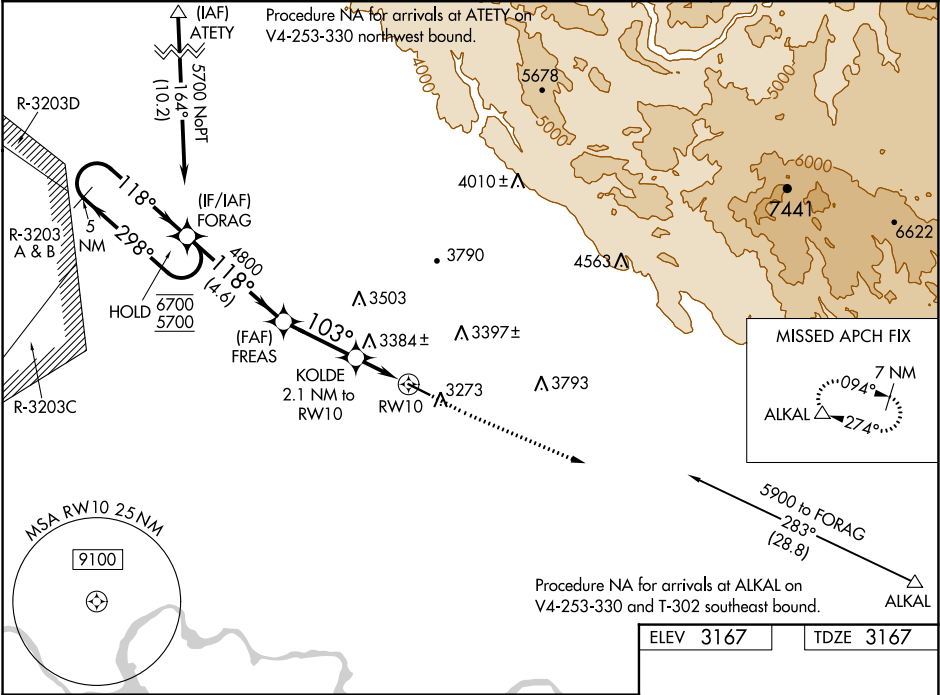 (IAF)
ATETY
Procedure NA for arrivals at ATETY on
V4-253-330 northwest bound.
5700 NoPT
164°
(10.2)
4000
5678
5000
6000
7441
6622
4010±
4563
3790
R-3203D
R-3203
A & B
R-3203C
118°
298°
5
NM
(IF/IAF)
FORAG
HOLD
6700
5700
4800
118°
(4.6)
(FAF)
FREAS
103°
3503
3384±
3397±
3273
3793
KOLDE
2.1 NM to
RW10
RW10
MISSED APCH FIX
7 NM
094°
ALKAL
274°
5900 to FORAG
283°
(28.8)
ALKAL
Procedure NA for arrivals at ALKAL on
V4-253-330 and T-302 southeast bound.
MSA RW10 25 NM
9100
ELEV 3167
TDZE 3167